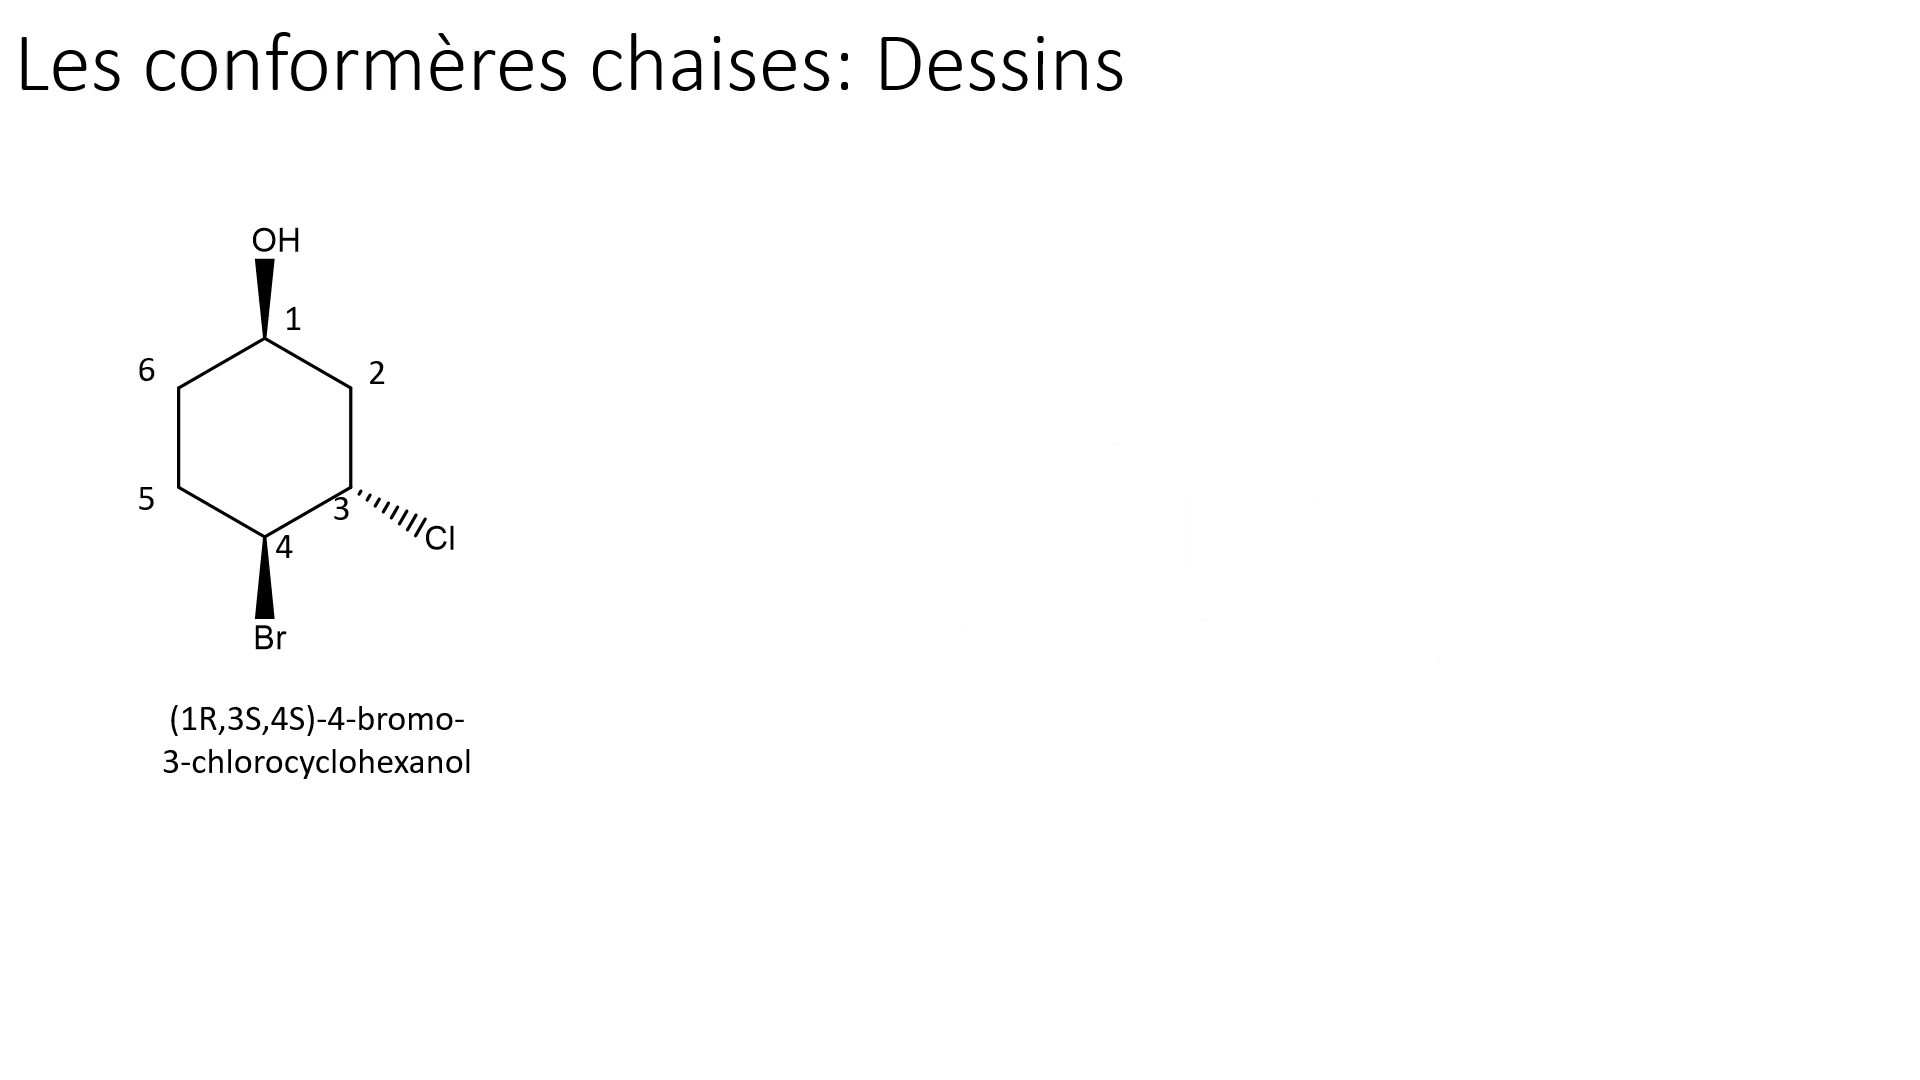 Les conformères chaises: Dessins
OH
1
6
2
5
3
Cl
4
Br
(1R,3S,4S)-4-bromo-
3-chlorocyclohexanol